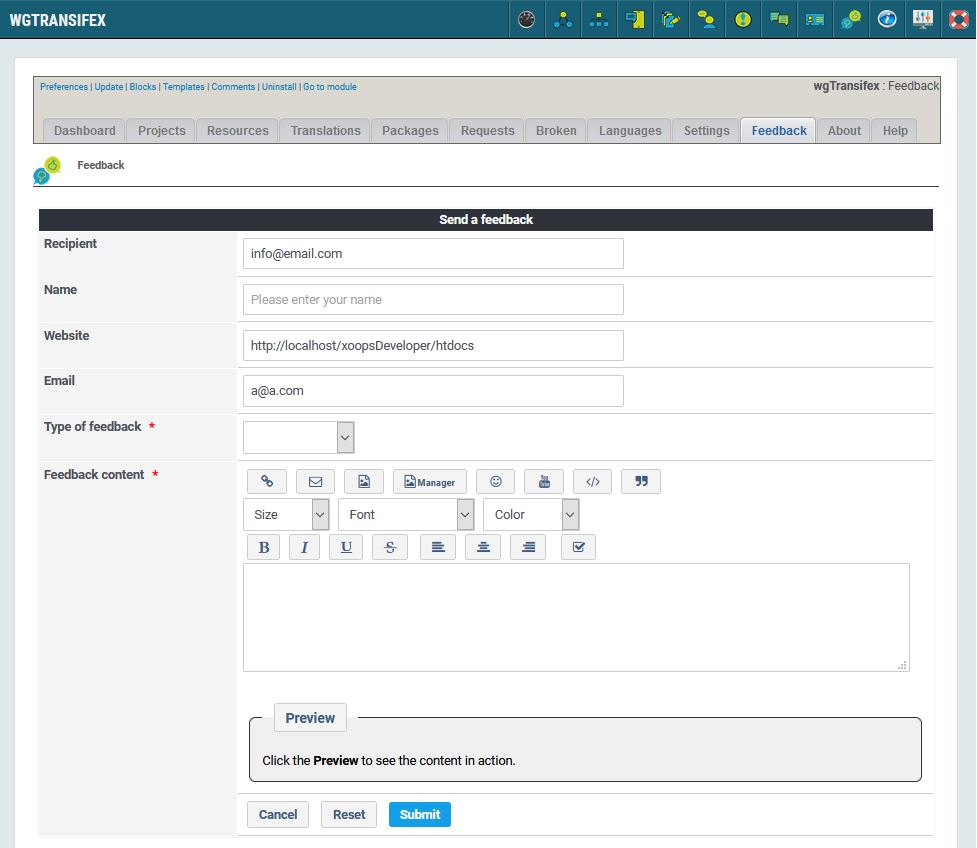 WGTRANSIFEX
Preferences | Update | Blocks | Templates | Comments | Uninstall | Go to module
wgTransifex : Feedback
Dashboard Projects Resources Translations Packages Requests Broken Languages Settings Feedback About Help
Feedback
Send a feedback
Recipient
info@email.com
Name
Please enter your name
Website
http://localhost/xoopsDeveloper/htdocs
Email
a@a.com
Type of feedback *
Feedback content *
Manager
Size Font Color
B I U S
Preview
Click the Preview to see the content in action.
Cancel Reset Submit